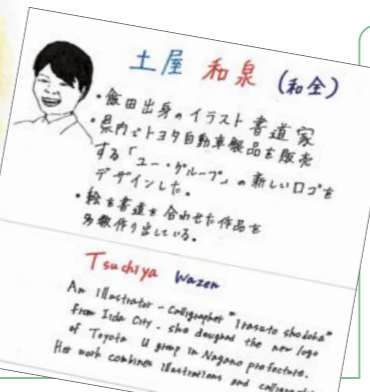 土屋 和泉 (和全)
・飯田出身のイラスト書道家
・県内でトヨタ自動車製品を販売
する「ユー・グループ」の新しいロゴを
デザインした。
・絵と書道を合わせた作品を
多数作り出している。
Tsuchiya Wazen
An Illustrator - Calligrapher "Irasuto shodoka"
from Iida City. she designed the new logo
of Toyota U group in Nagano prefecture.
Her work combines illustrations and